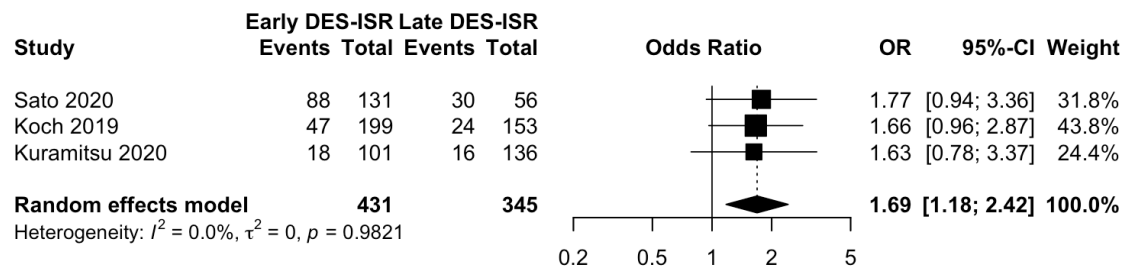 Early DES-ISR Late DES-ISR
Study Events Total Events Total Odds Ratio OR 95%-CI Weight
Sato 2020 88 131 30 56 1.77 [0.94; 3.36] 31.8%
Koch 2019 47 199 24 153 1.66 [0.96; 2.87] 43.8%
Kuramitsu 2020 18 101 16 136 1.63 [0.78; 3.37] 24.4%
Random effects model 431 345 1.69 [1.18; 2.42] 100.0%
Heterogeneity: I² = 0.0%, τ² = 0, p = 0.9821
0.2 0.5 1 2 5